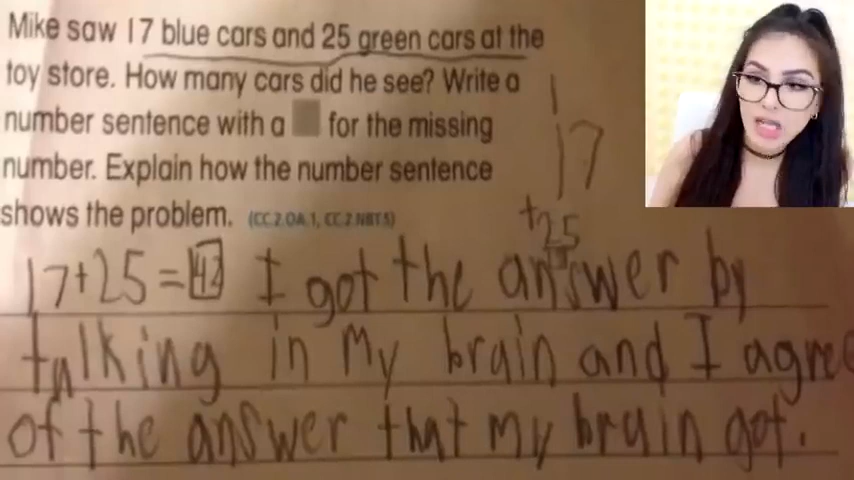 Mike saw 17 blue cars and 25 green cars at the
toy store. How many cars did he see? Write a
number sentence with a for the missing
number. Explain how the number sentence
shows the problem. (CC.2.OA.1, CC.2.NBT.5)
1
17
+25
17+25=42 I got the answer by
talking in my brain and I agree
of the answer that my brain got.